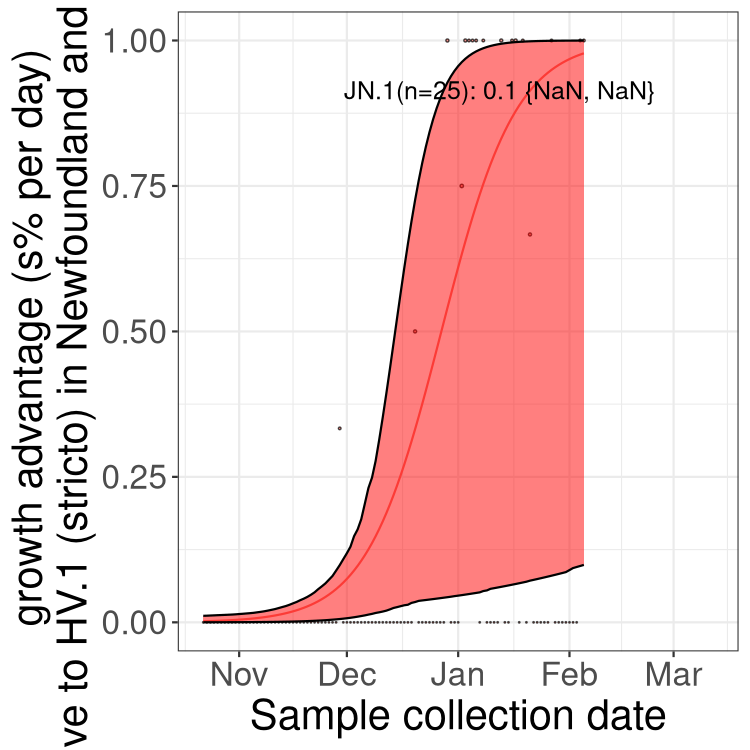 growth advantage (s% per day)
ve to HV.1 (stricto) in Newfoundland and
1.00
0.75
0.50
0.25
0.00
JN.1(n=25): 0.1 {NaN, NaN}
Nov Dec Jan Feb Mar
Sample collection date